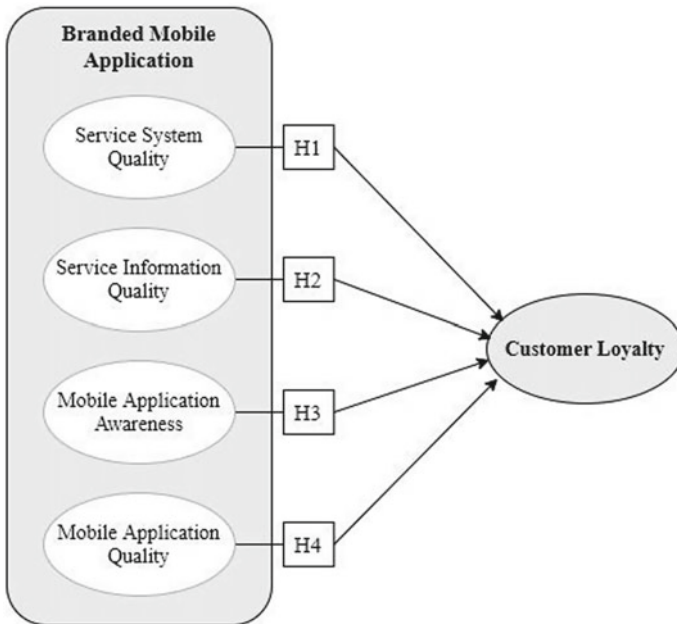 Branded Mobile
Application
Service System
Quality
H1
Service Information
Quality
H2
Customer Loyalty
Mobile Application
Awareness
H3
Mobile Application
Quality
H4